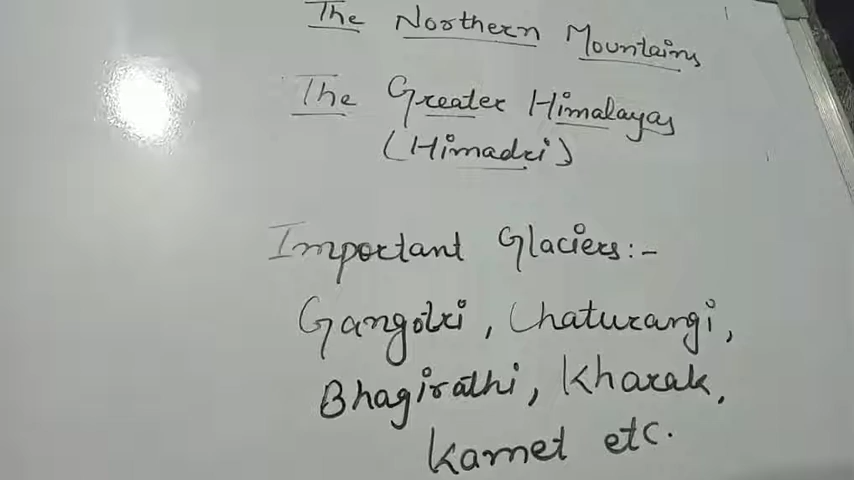 The Northern Mountains
The Greater Himalayas
(Himadri)
Important Glaciers:-
Gangotri, Chaturangi,
Bhagirathi, Kharak,
Kamet etc.